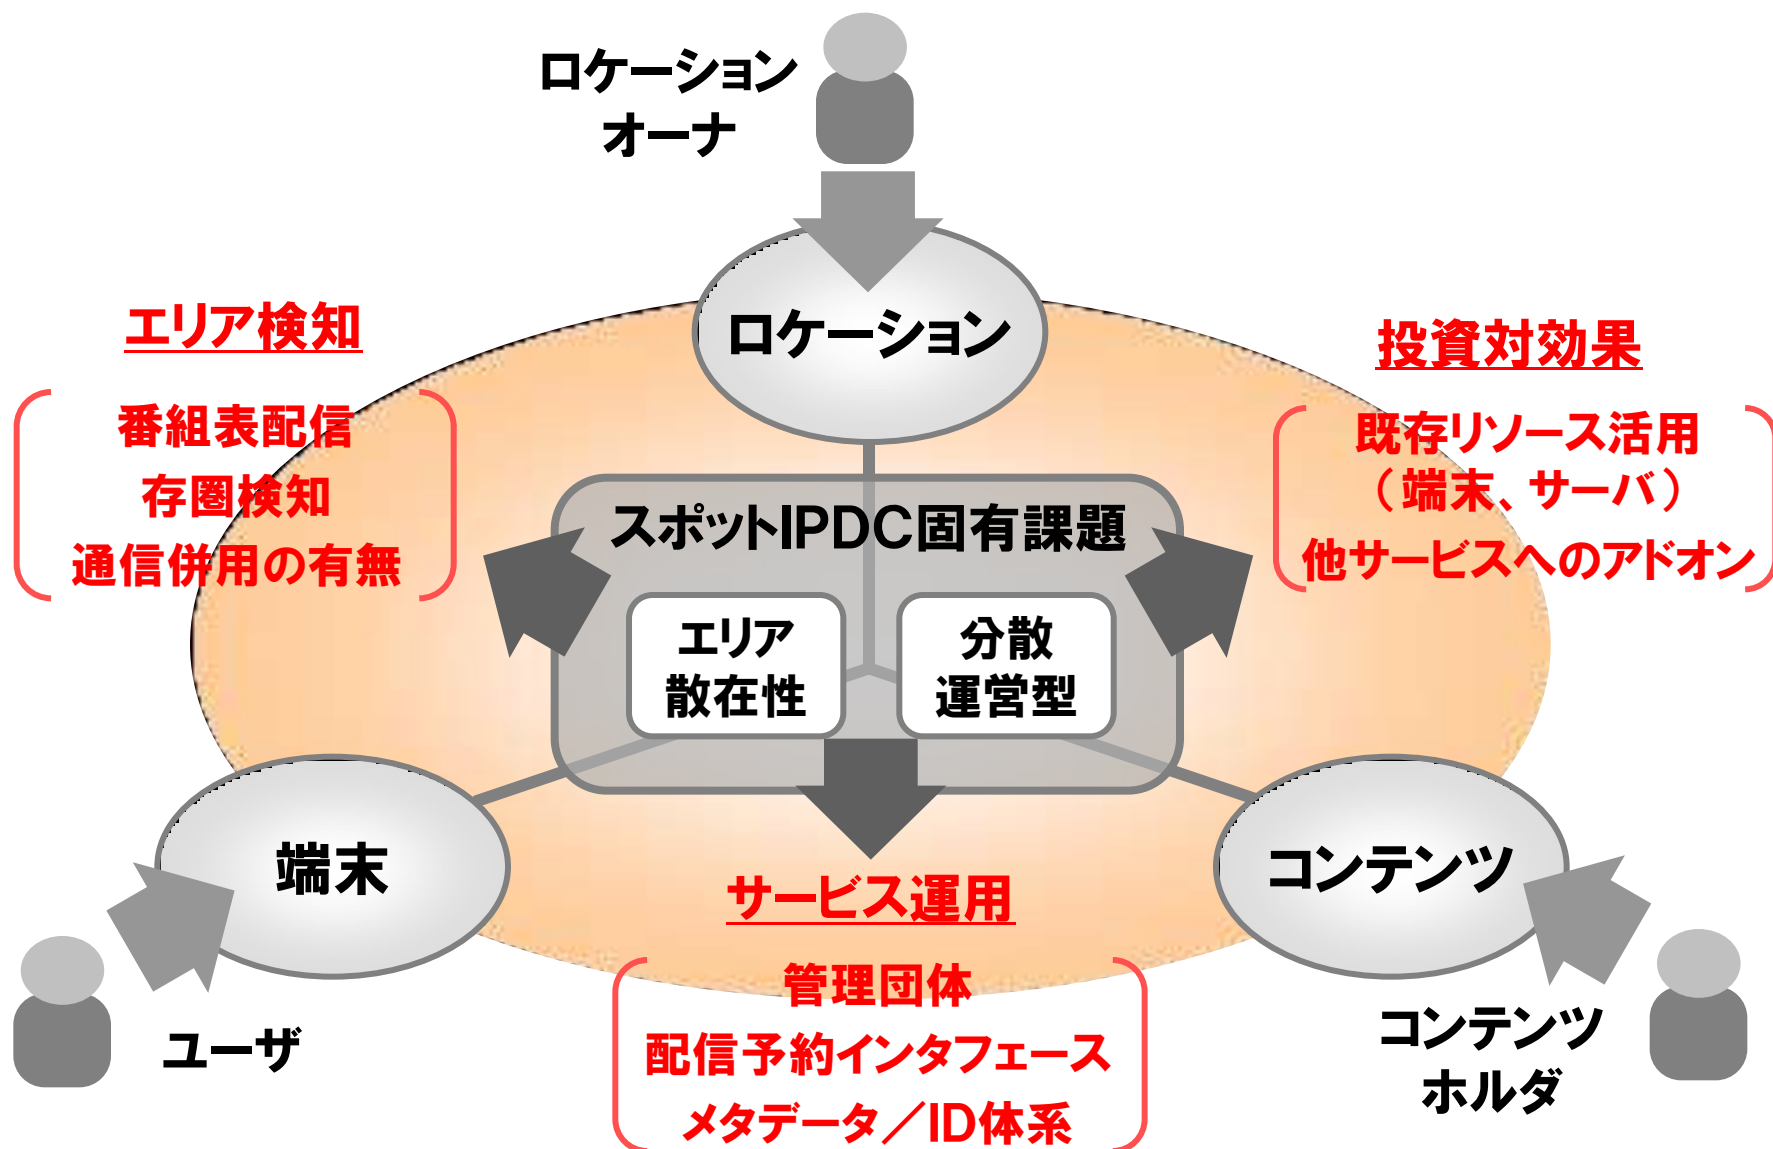 ロケーション
オーナ
ロケーション
エリア検知
番組表配信
存圏検知
通信併用の有無
投資対効果
既存リソース活用
（端末、サーバ）
他サービスへのアドオン
スポットIPDC固有課題
エリア
散在性
分散
運営型
端末
コンテンツ
サービス運用
管理団体
配信予約インタフェース
メタデータ／ID体系
ユーザ
コンテンツ
ホルダ